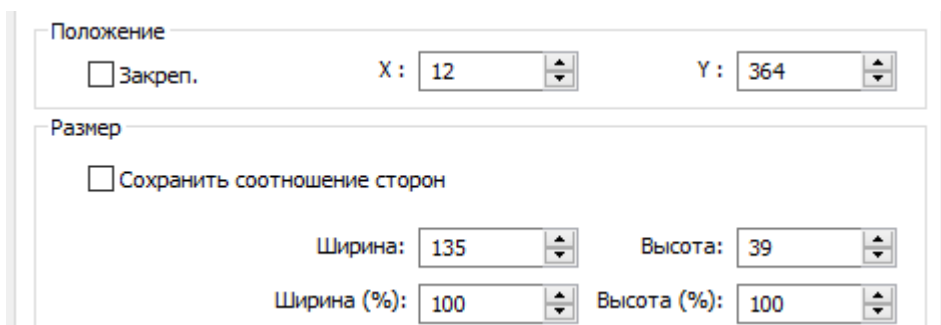 Положение
Закреп. X : 12 Y : 364
Размер
Сохранить соотношение сторон
Ширина: 135 Высота: 39
Ширина (%): 100 Высота (%): 100